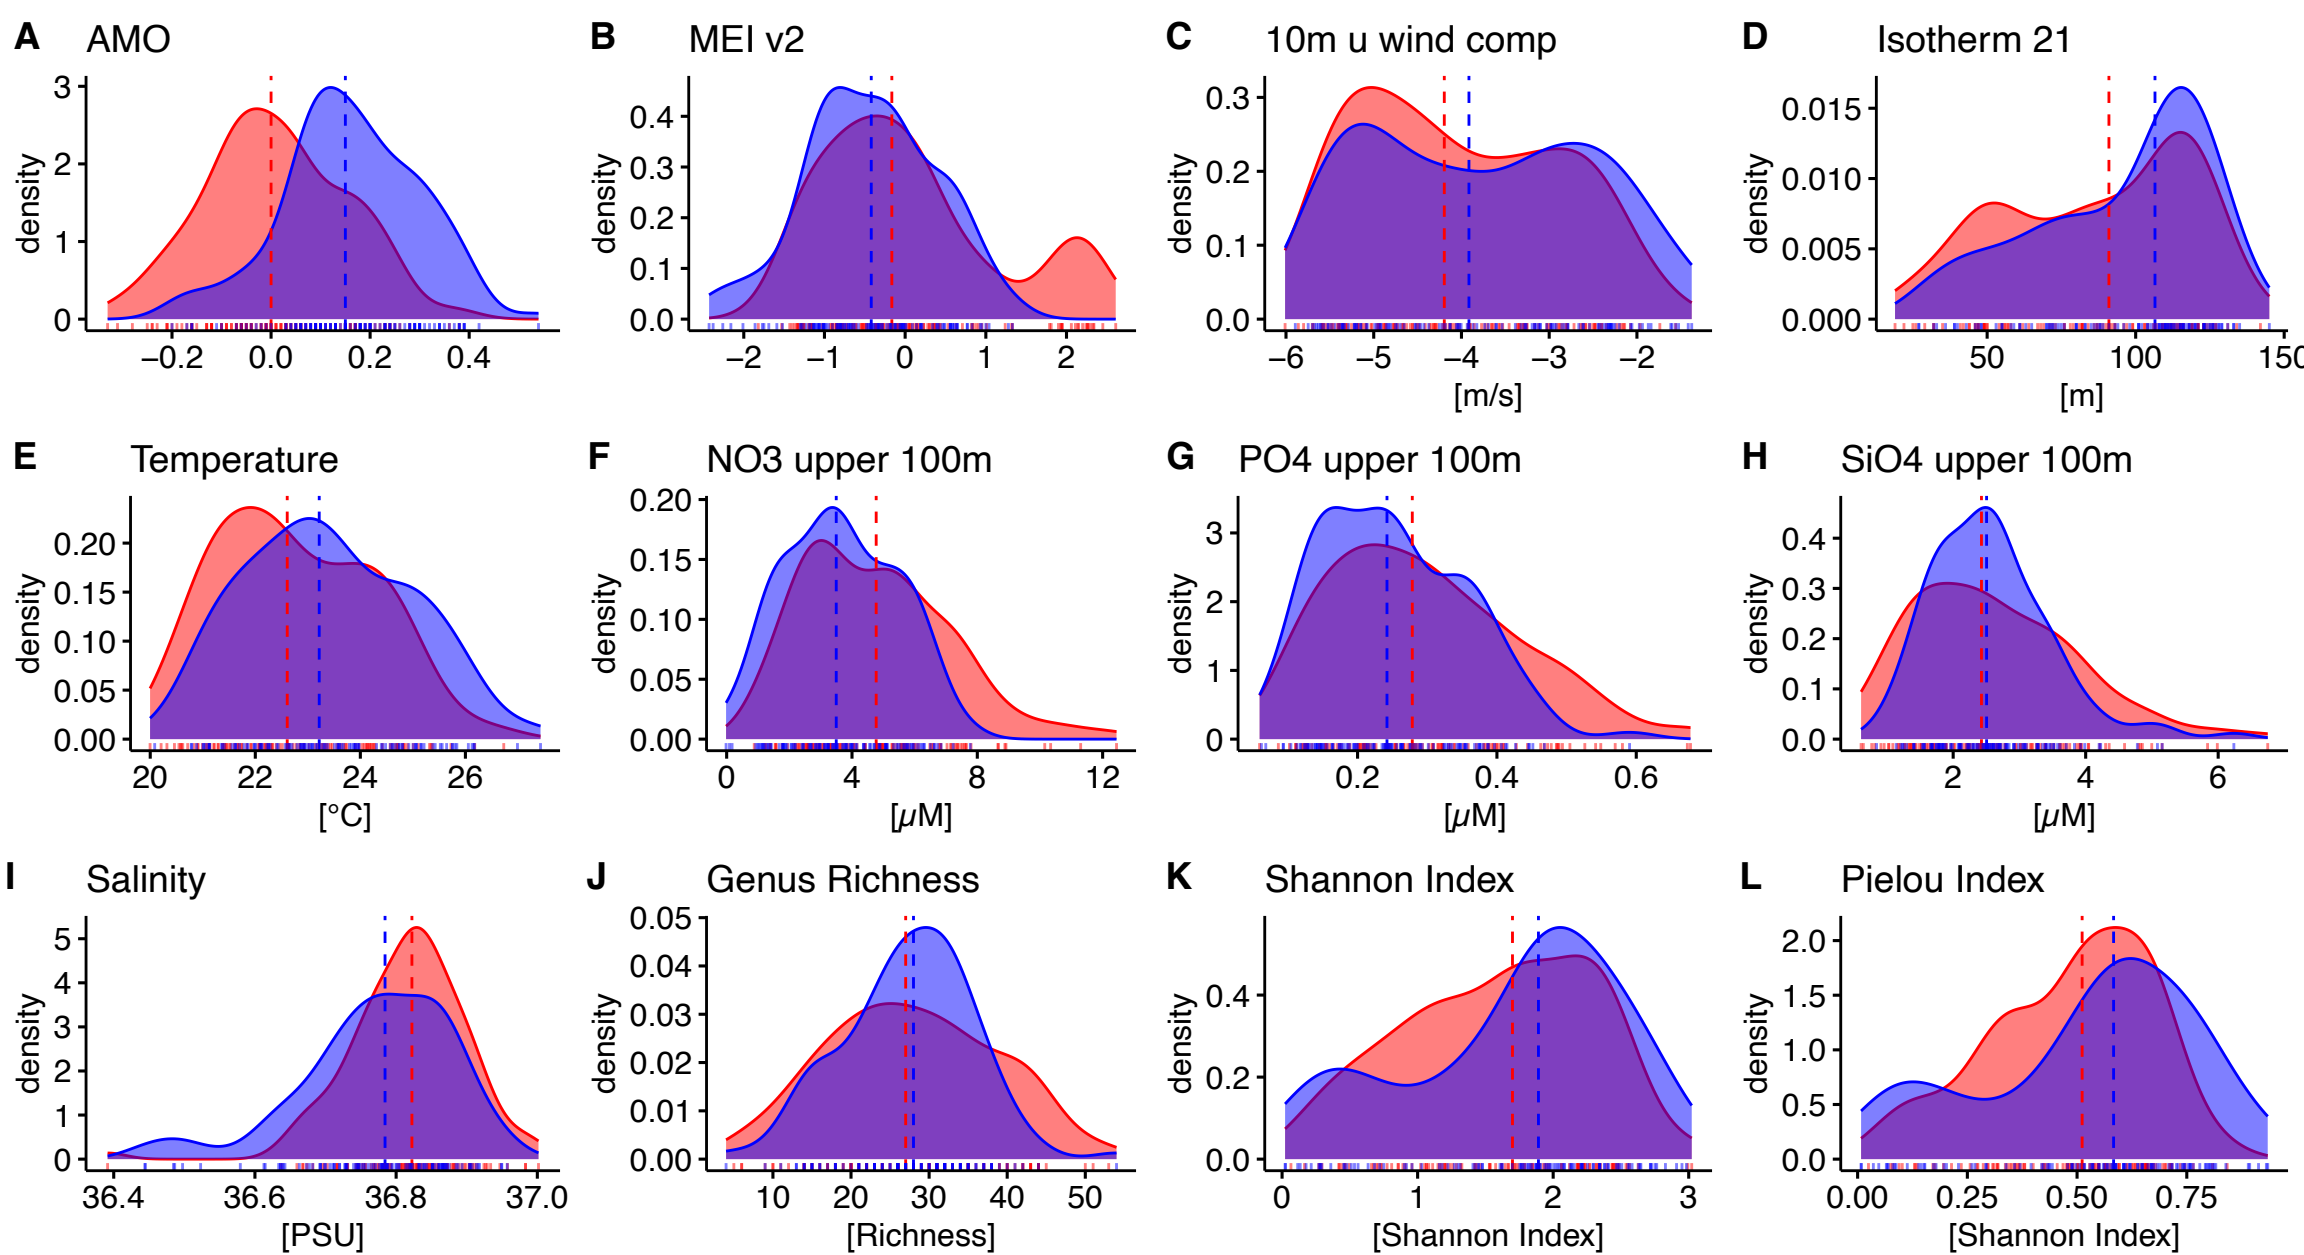 A AMO
3
2
1
0
density
−0.2 0.0 0.2 0.4
B MEI v2
0.4
0.3
0.2
0.1
0.0
density
−2 −1 0 1 2
C 10m u wind comp
0.3
0.2
0.1
0.0
density
−6 −5 −4 −3 −2
[m/s]
D Isotherm 21
0.015
0.010
0.005
0.000
density
50 100 150
[m]
E Temperature
0.20
0.15
0.10
0.05
0.00
density
20 22 24 26
[°C]
F NO3 upper 100m
0.20
0.15
0.10
0.05
0.00
density
0 4 8 12
[µM]
G PO4 upper 100m
3
2
1
0
density
0.2 0.4 0.6
[µM]
H SiO4 upper 100m
0.4
0.3
0.2
0.1
0.0
density
2 4 6
[µM]
I Salinity
5
4
3
2
1
0
density
36.4 36.6 36.8 37.0
[PSU]
J Genus Richness
0.05
0.04
0.03
0.02
0.01
0.00
density
10 20 30 40 50
[Richness]
K Shannon Index
0.4
0.2
0.0
density
0 1 2 3
[Shannon Index]
L Pielou Index
2.0
1.5
1.0
0.5
0.0
density
0.00 0.25 0.50 0.75
[Shannon Index]